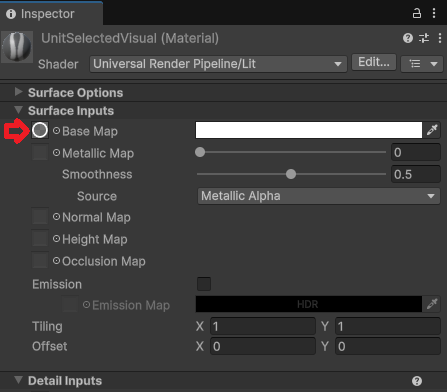 Inspector
UnitSelectedVisual (Material)
Shader Universal Render Pipeline/Lit Edit...
Surface Options
Surface Inputs
Base Map
Metallic Map 0
Smoothness 0.5
Source Metallic Alpha
Normal Map
Height Map
Occlusion Map
Emission
Emission Map HDR
Tiling X 1 Y 1
Offset X 0 Y 0
Detail Inputs